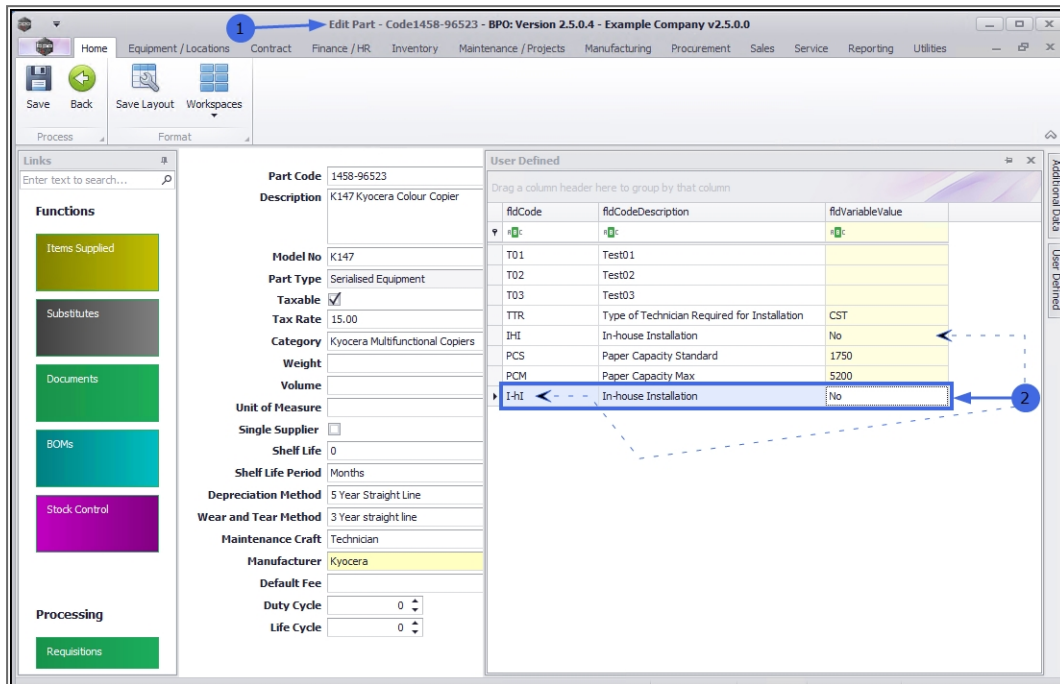 1
Edit Part - Code1458-96523 - BPO: Version 2.5.0.4 - Example Company v2.5.0.0
Home Equipment / Locations Contract Finance / HR Inventory Maintenance / Projects Manufacturing Procurement Sales Service Reporting Utilities
Save Back Save Layout Workspaces
Process Format
Links
Enter text to search...
Functions
Items Supplied
Substitutes
Documents
BOMs
Stock Control
Processing
Requisitions
Part Code 1458-96523
Description K147 Kyocera Colour Copier
Model No K147
Part Type Serialised Equipment
Taxable
Tax Rate 15.00
Category Kyocera Multifunctional Copiers
Weight
Volume
Unit of Measure
Single Supplier
Shelf Life 0
Shelf Life Period Months
Depreciation Method 5 Year Straight Line
Wear and Tear Method 3 Year straight line
Maintenance Craft Technician
Manufacturer Kyocera
Default Fee
Duty Cycle 0
Life Cycle 0
User Defined
Drag a column header here to group by that column
fldCode fldCodeDescription fldVariableValue
T01 Test01
T02 Test02
T03 Test03
TTR Type of Technician Required for Installation CST
IHI In-house Installation No
PCS Paper Capacity Standard 1750
PCM Paper Capacity Max 5200
I-hI In-house Installation No
2
Additional Data
User Defined